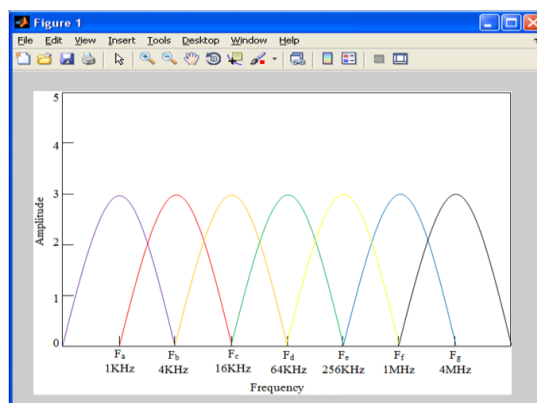 Figure 1
File Edit View Insert Tools Desktop Window Help
5
4
3
2
1
0
Amplitude
Fa Fb Fc Fd Fe Ff Fg
1KHz 4KHz 16KHz 64KHz 256KHz 1MHz 4MHz
Frequency